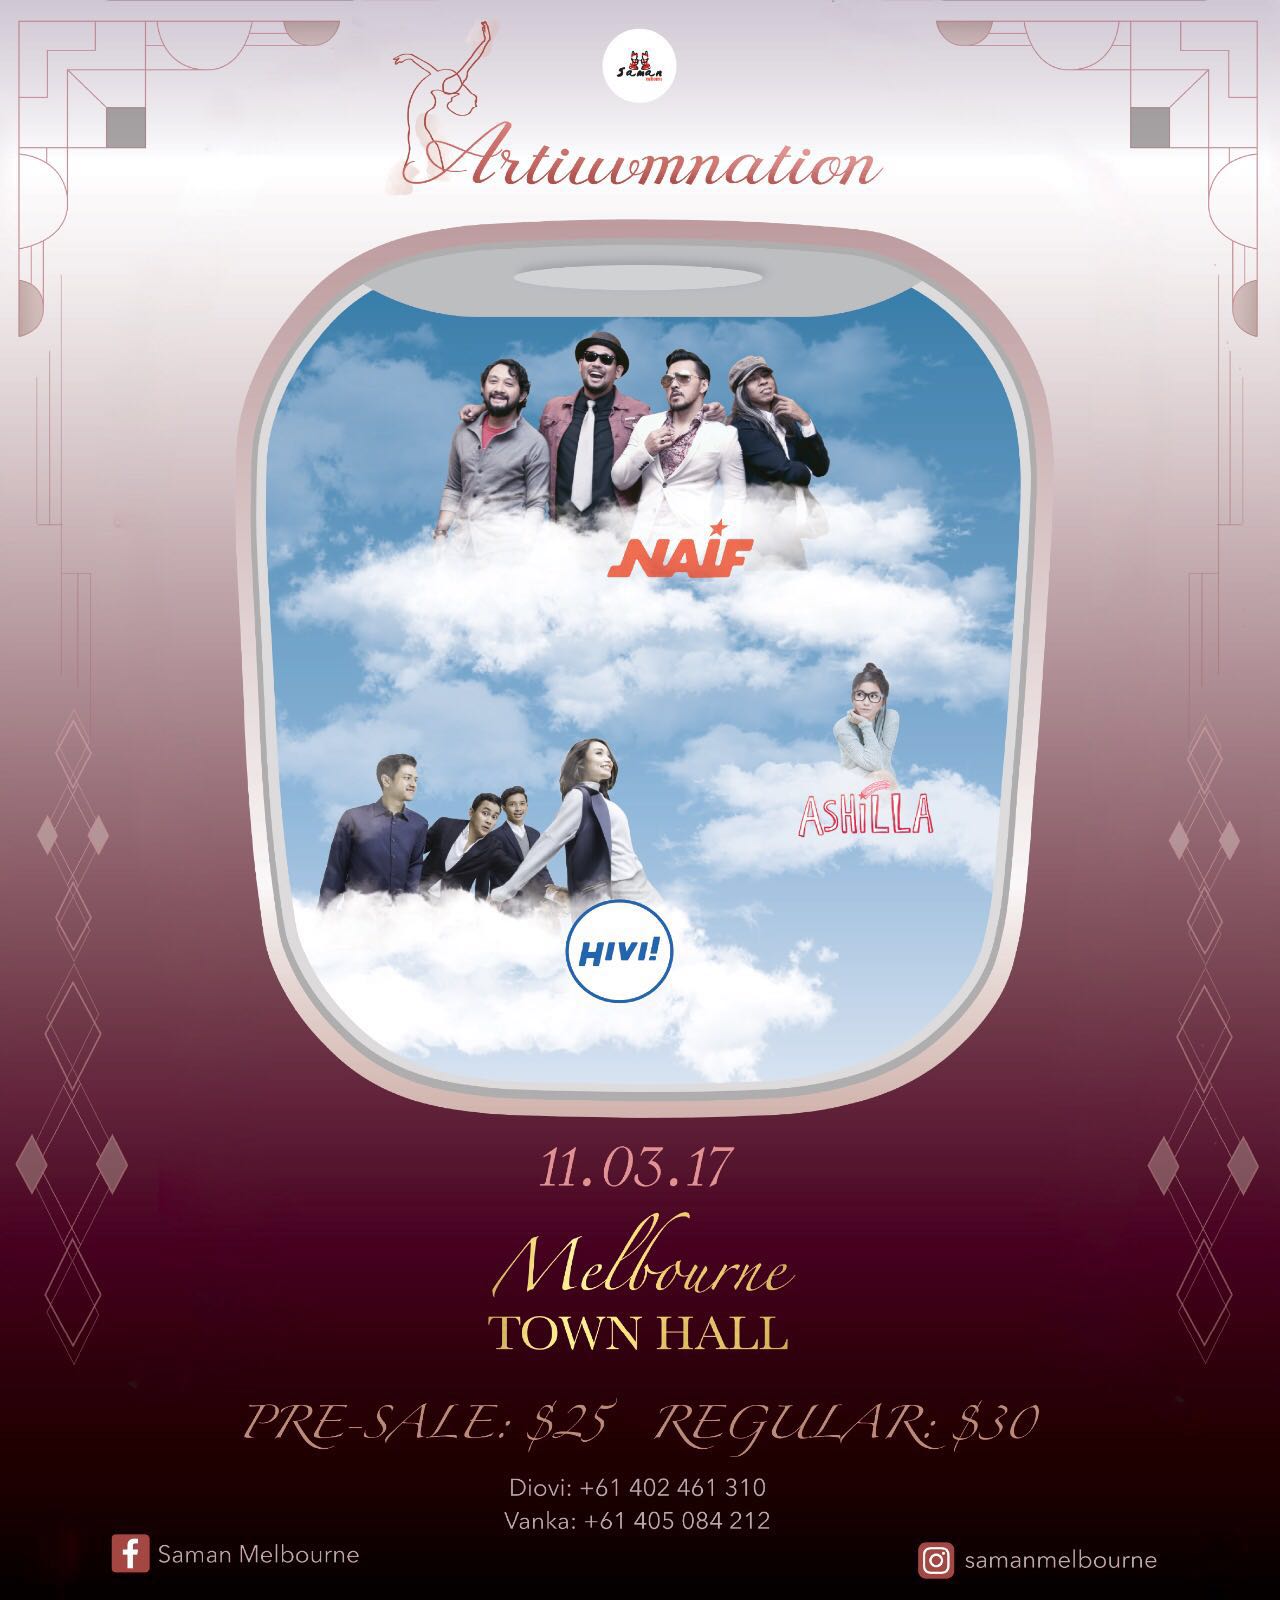 saman
Artiuvmnation
NAIF
ASHILLA
HIVI!
11.03.17
Melbourne
TOWN HALL
PRE-SALE: $25 REGULAR: $30
Diovi: +61 402 461 310
Vanka: +61 405 084 212
Saman Melbourne
samanmelbourne